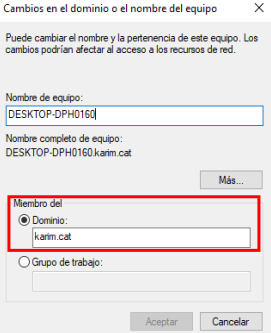 Cambios en el dominio o el nombre del equipo
Puede cambiar el nombre y la pertenencia de este equipo. Los
cambios podrían afectar al acceso a los recursos de red.
Nombre de equipo:
DESKTOP-DPH0160
Nombre completo de equipo:
DESKTOP-DPH0160.karim.cat
Más...
Miembro del
Dominio:
karim.cat
Grupo de trabajo:
Aceptar
Cancelar